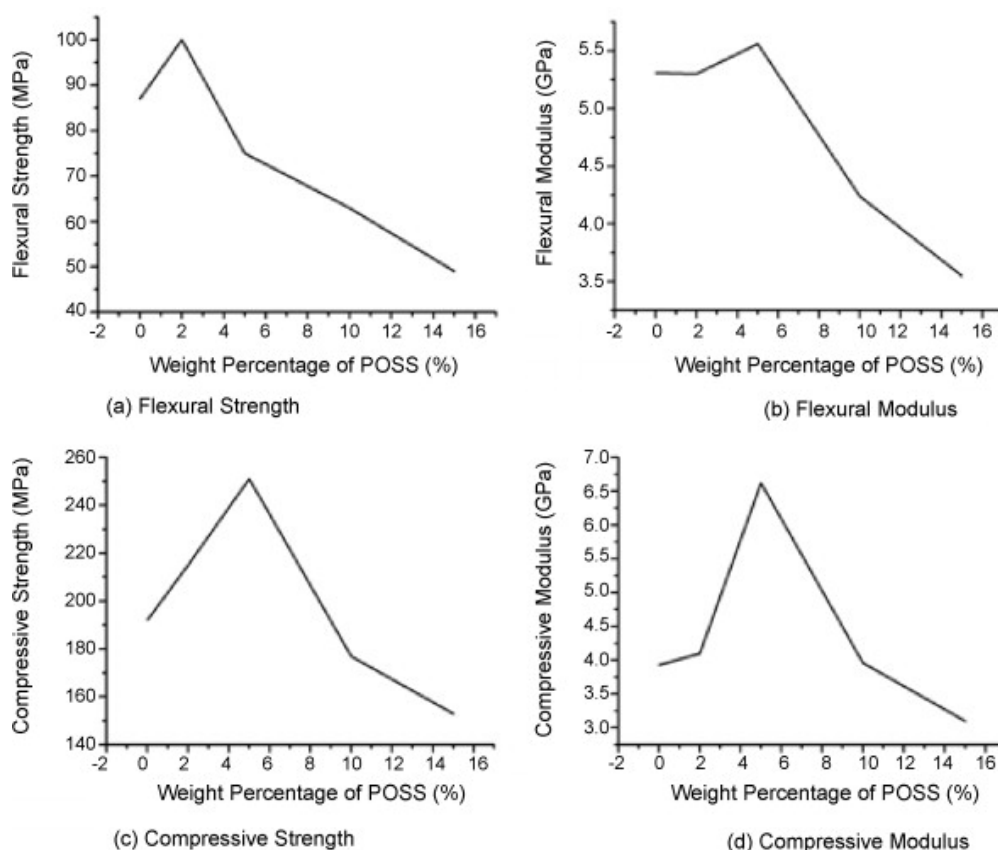 Flexural Strength (MPa)
100
90
80
70
60
50
40
-2 0 2 4 6 8 10 12 14 16
Weight Percentage of POSS (%)
(a) Flexural Strength
Flexural Modulus (GPa)
5.5
5.0
4.5
4.0
3.5
-2 0 2 4 6 8 10 12 14 16
Weight Percentage of POSS (%)
(b) Flexural Modulus
Compressive Strength (MPa)
260
240
220
200
180
160
140
-2 0 2 4 6 8 10 12 14 16
Weight Percentage of POSS (%)
(c) Compressive Strength
Compressive Modulus (GPa)
7.0
6.5
6.0
5.5
5.0
4.5
4.0
3.5
3.0
-2 0 2 4 6 8 10 12 14 16
Weight Percentage of POSS (%)
(d) Compressive Modulus